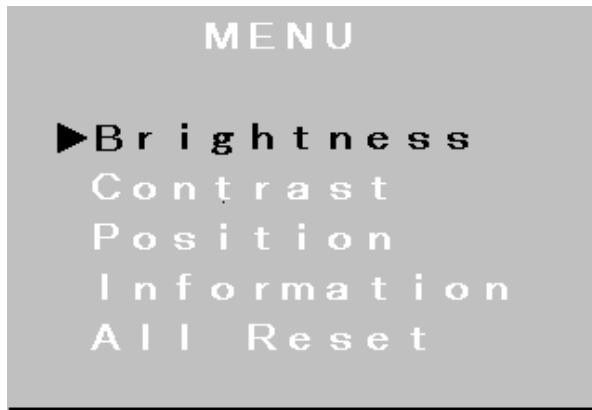 MENU
▶Brightness
Contrast
Position
Information
All Reset